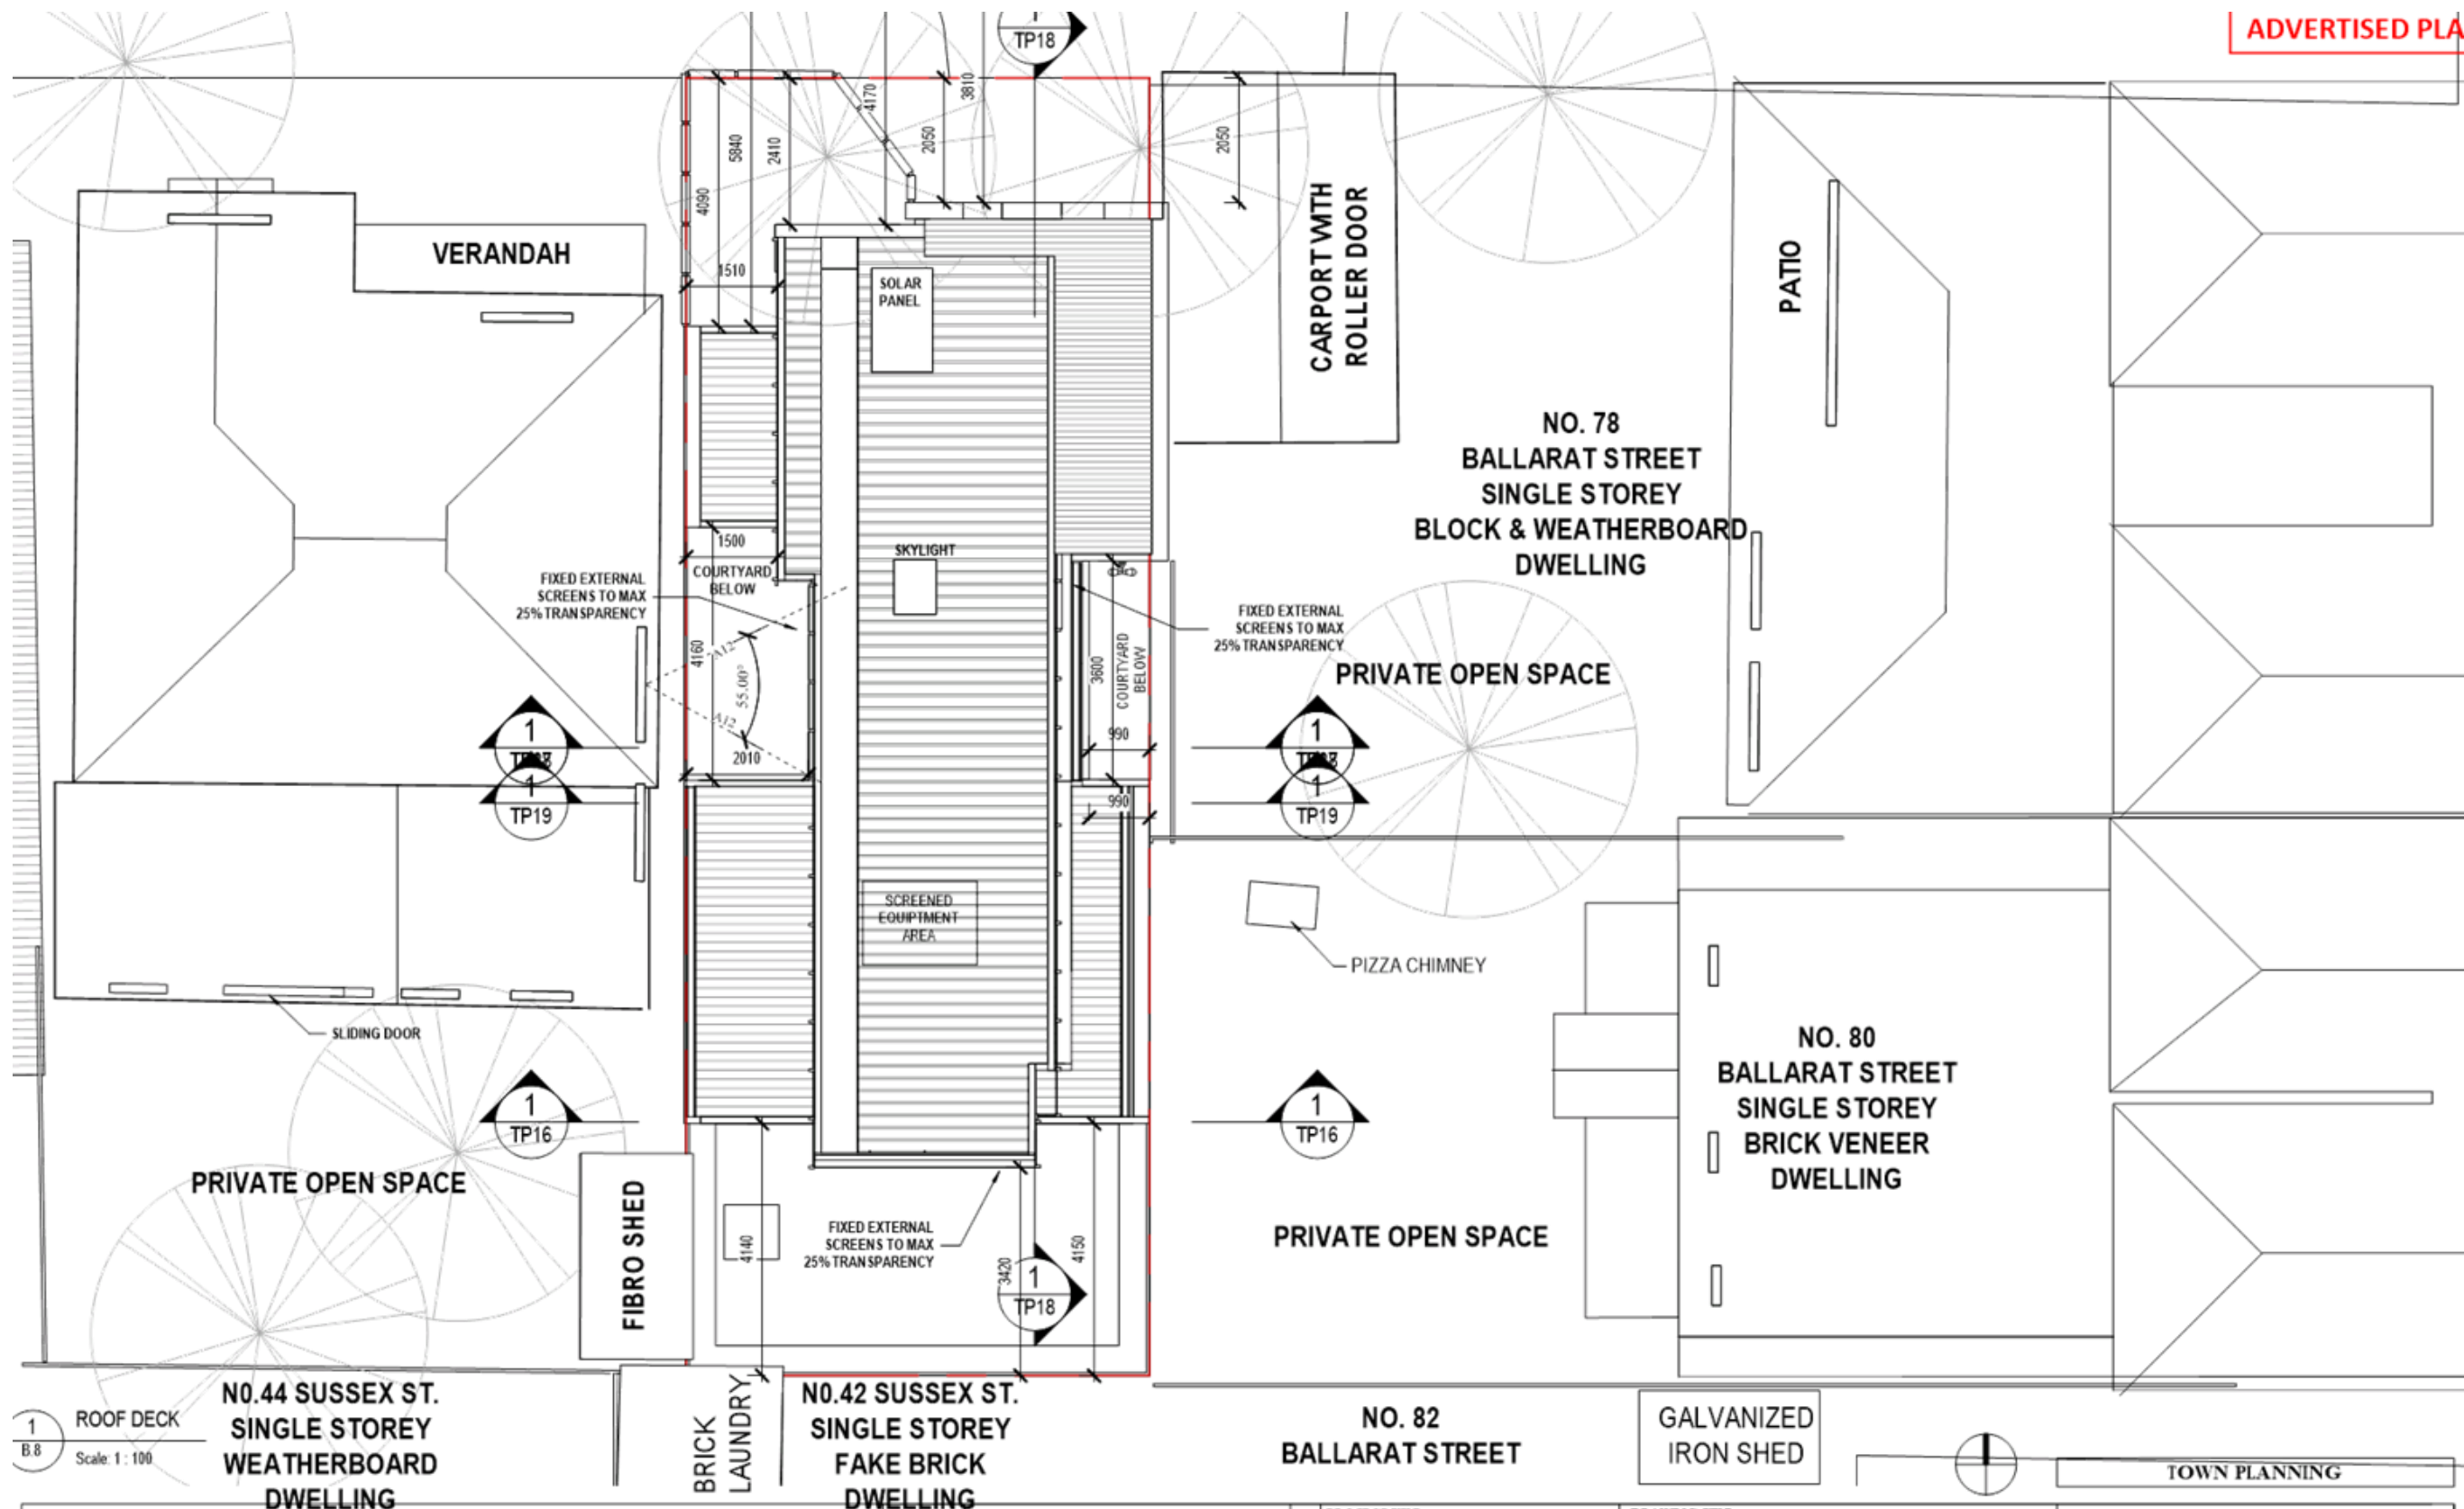 ADVERTISED PLA
1
TP18
4170
3810
5840
2410
2050
2050
4090
VERANDAH
1510
SOLAR
PANEL
CARPORT WITH
ROLLER DOOR
PATIO
NO. 78
BALLARAT STREET
SINGLE STOREY
BLOCK & WEATHERBOARD
DWELLING
1500
SKYLIGHT
COURTYARD
BELOW
FIXED EXTERNAL
SCREENS TO MAX
25% TRANSPARENCY
FIXED EXTERNAL
SCREENS TO MAX
25% TRANSPARENCY
4160
A12
55.00°
A12
2010
3600
COURTYARD
BELOW
PRIVATE OPEN SPACE
990
1
1
1
TP19
990
1
TP19
SCREENED
EQUIPTMENT
AREA
PIZZA CHIMNEY
SLIDING DOOR
NO. 80
BALLARAT STREET
SINGLE STOREY
BRICK VENEER
DWELLING
1
TP16
1
TP16
PRIVATE OPEN SPACE
FIBRO SHED
4140
FIXED EXTERNAL
SCREENS TO MAX
25% TRANSPARENCY
3420
1
TP18
4150
PRIVATE OPEN SPACE
1
B.8
ROOF DECK
Scale: 1 : 100
N0.44 SUSSEX ST.
SINGLE STOREY
WEATHERBOARD
DWELLING
BRICK
LAUNDRY
N0.42 SUSSEX ST.
SINGLE STOREY
FAKE BRICK
DWELLING
NO. 82
BALLARAT STREET
GALVANIZED
IRON SHED
TOWN PLANNING